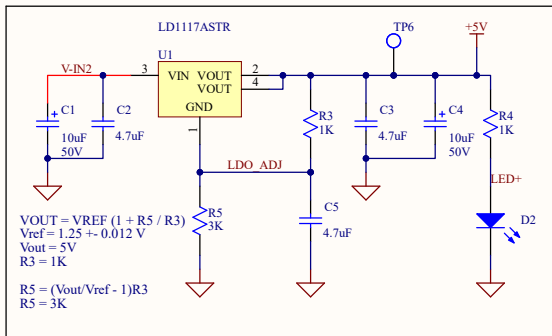 LD1117ASTR
TP6
+5V
U1
V-IN2
3
VIN
VOUT
2
VOUT
4
GND
1
C1
10uF
50V
C2
4.7uF
R3
1K
C3
4.7uF
C4
10uF
50V
R4
1K
LDO_ADJ
LED+
R5
3K
C5
4.7uF
D2
VOUT = VREF (1 + R5 / R3)
Vref = 1.25 +- 0.012 V
Vout = 5V
R3 = 1K
R5 = (Vout/Vref - 1)R3
R5 = 3K